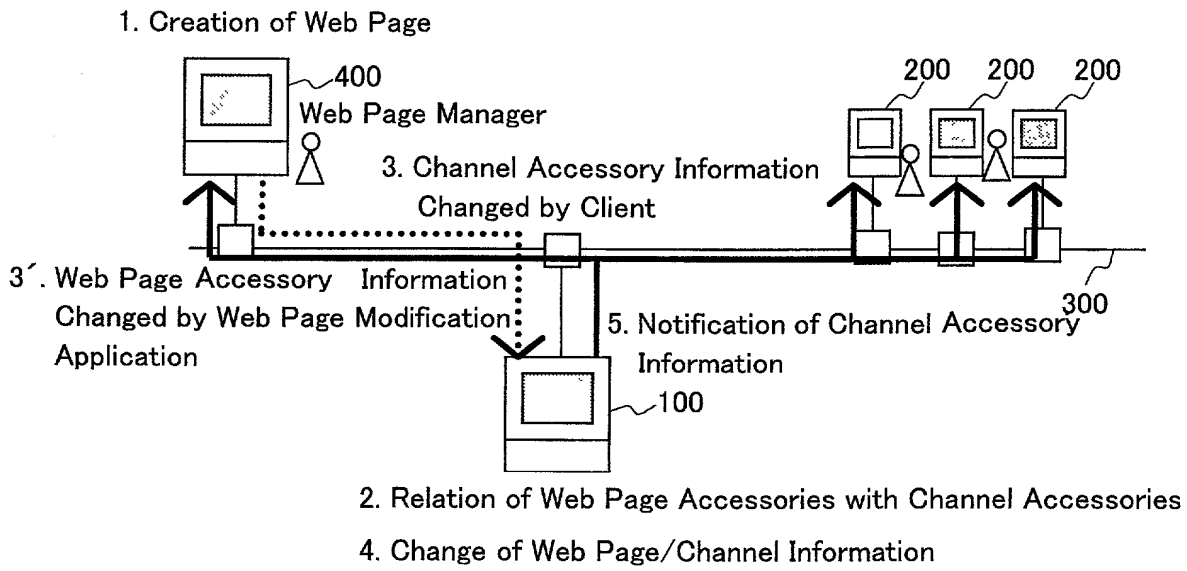 1. Creation of Web Page
400
Web Page Manager
200 200 200
3. Channel Accessory Information
Changed by Client
3´. Web Page Accessory Information
Changed by Web Page Modification
Application
300
5. Notification of Channel Accessory
Information
100
2. Relation of Web Page Accessories with Channel Accessories
4. Change of Web Page/Channel Information